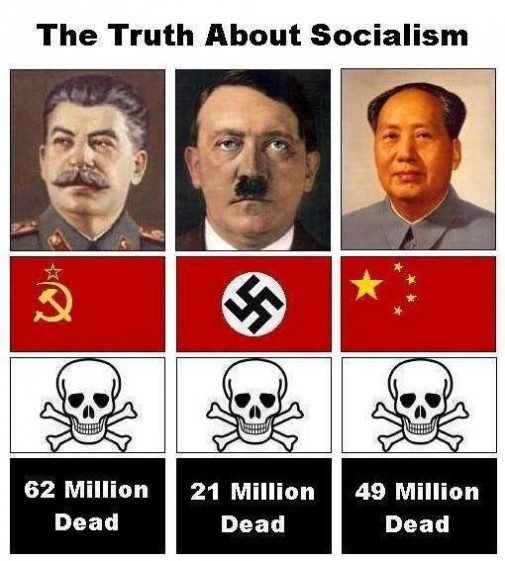 The Truth About Socialism
62 Million
Dead
21 Million
Dead
49 Million
Dead